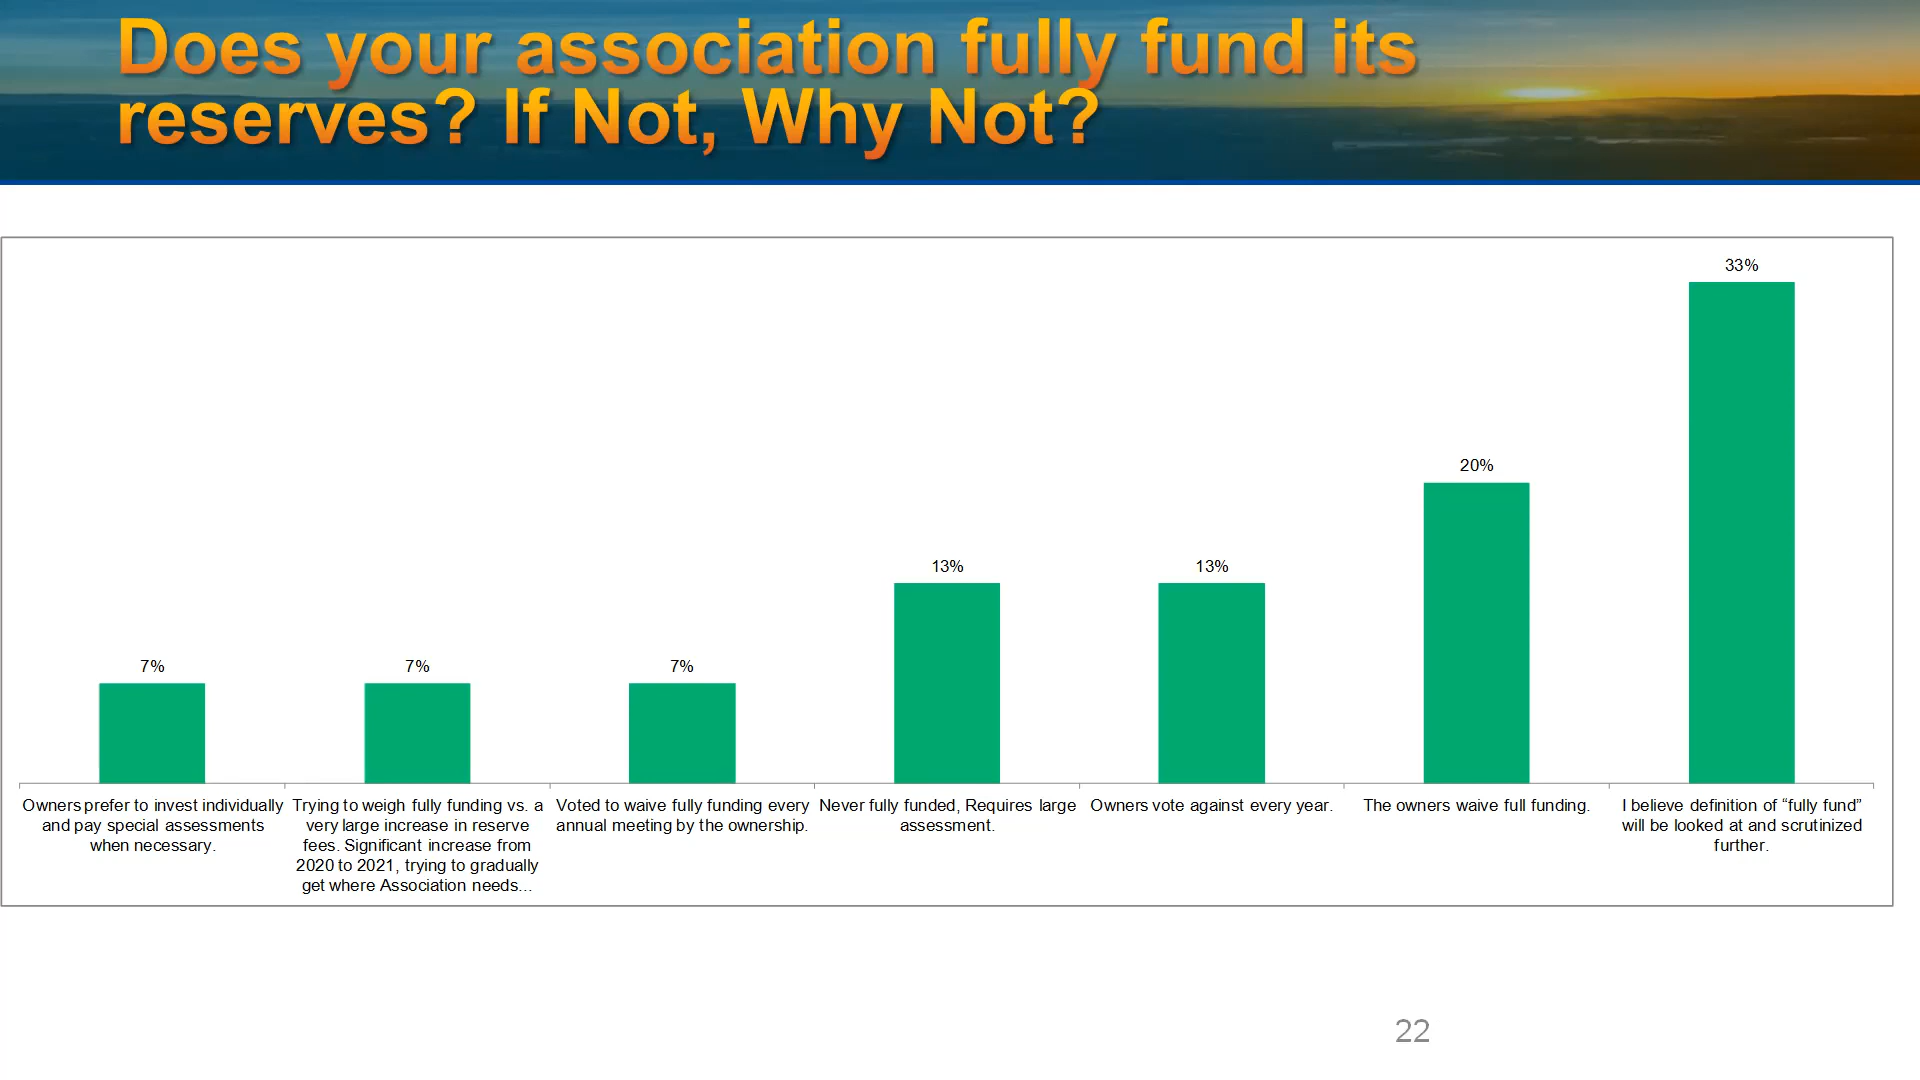 Does your association fully fund its
reserves? If Not, Why Not?
33%
20%
13%
13%
7%
7%
7%
Owners prefer to invest individually
and pay special assessments
when necessary.
Trying to weigh fully funding vs. a
very large increase in reserve
fees. Significant increase from
2020 to 2021, trying to gradually
get where Association needs...
Voted to waive fully funding every
annual meeting by the ownership.
Never fully funded, Requires large
assessment.
Owners vote against every year.
The owners waive full funding.
I believe definition of “fully fund”
will be looked at and scrutinized
further.
22